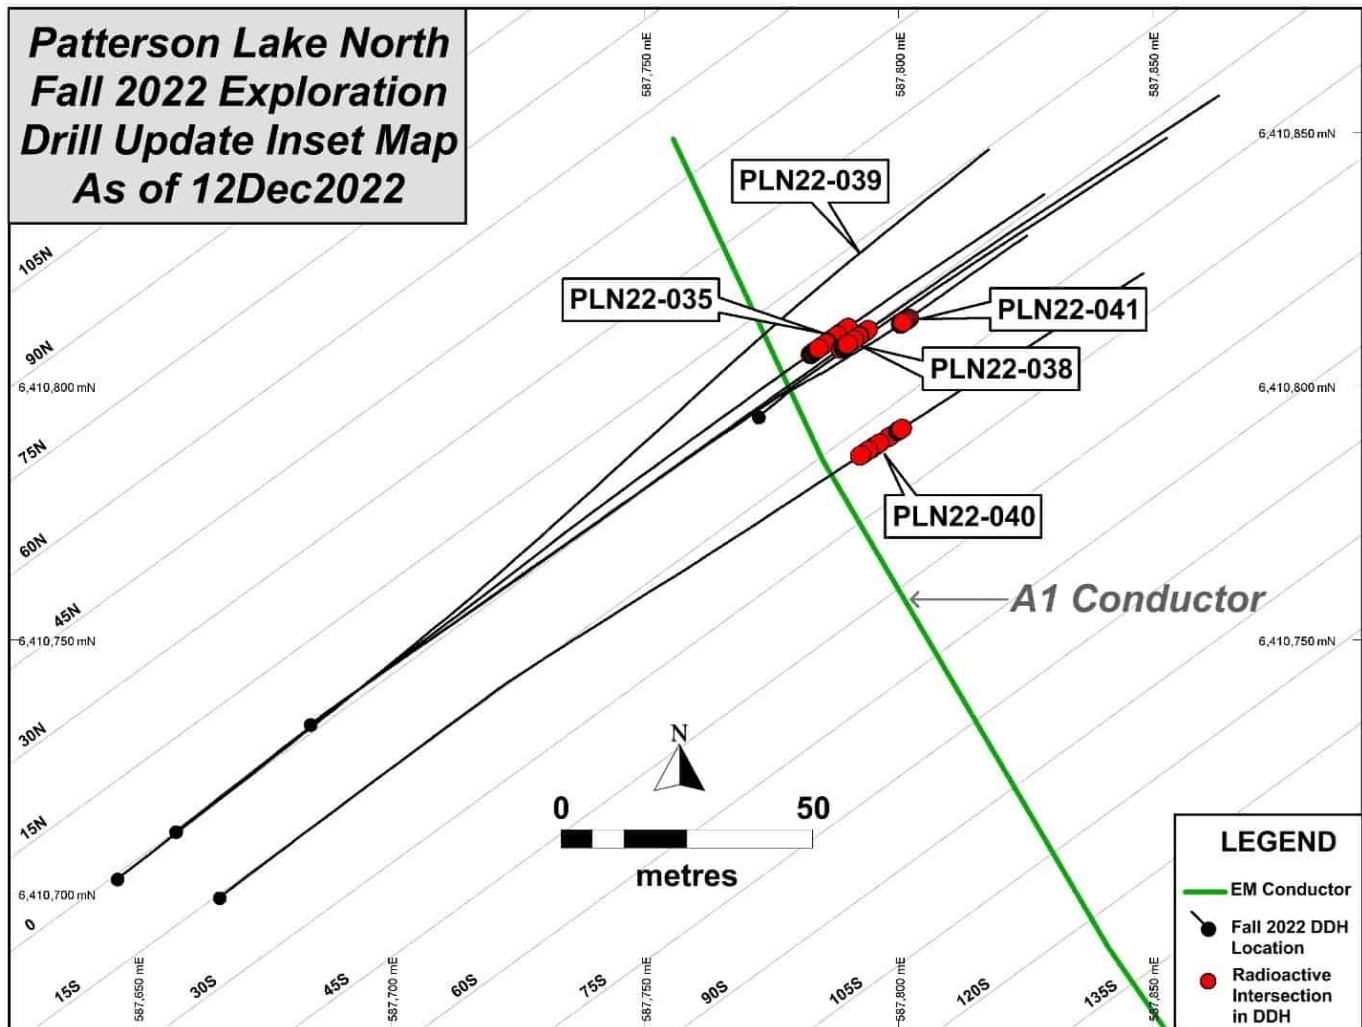 Patterson Lake North
Fall 2022 Exploration
Drill Update Inset Map
As of 12Dec2022
587,750 mE
587,800 mE
587,850 mE
6,410,850 mN
PLN22-039
105N
PLN22-035
PLN22-041
90N
PLN22-038
6,410,800 mN
6,410,800 mN
75N
PLN22-040
60N
A1 Conductor
45N
6,410,750 mN
6,410,750 mN
30N
N
0
50
metres
15N
6,410,700 mN
0
15S
587,650 mE
30S
45S
587,700 mE
60S
75S
587,750 mE
90S
105S
587,800 mE
120S
135S
587,850 mE
LEGEND
EM Conductor
Fall 2022 DDH
Location
Radioactive
Intersection
in DDH